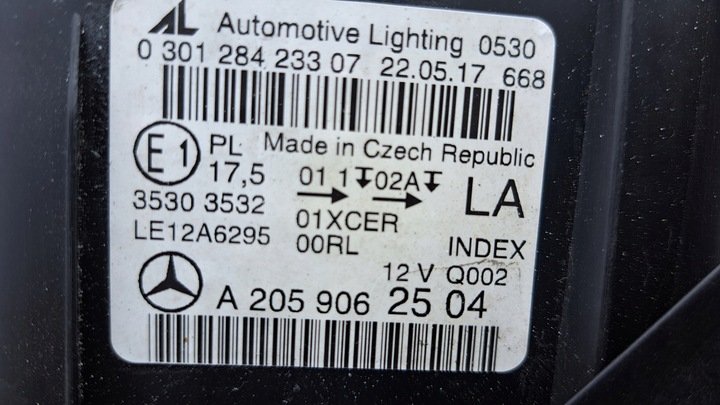 AL Automotive Lighting 0530
0 301 284 233 07 22.05.17 668
E1 PL Made in Czech Republic
17,5 01 1 02A LA
3530 3532 01XCER
LE12A6295 00RL INDEX
12 V Q002
A 205 906 25 04